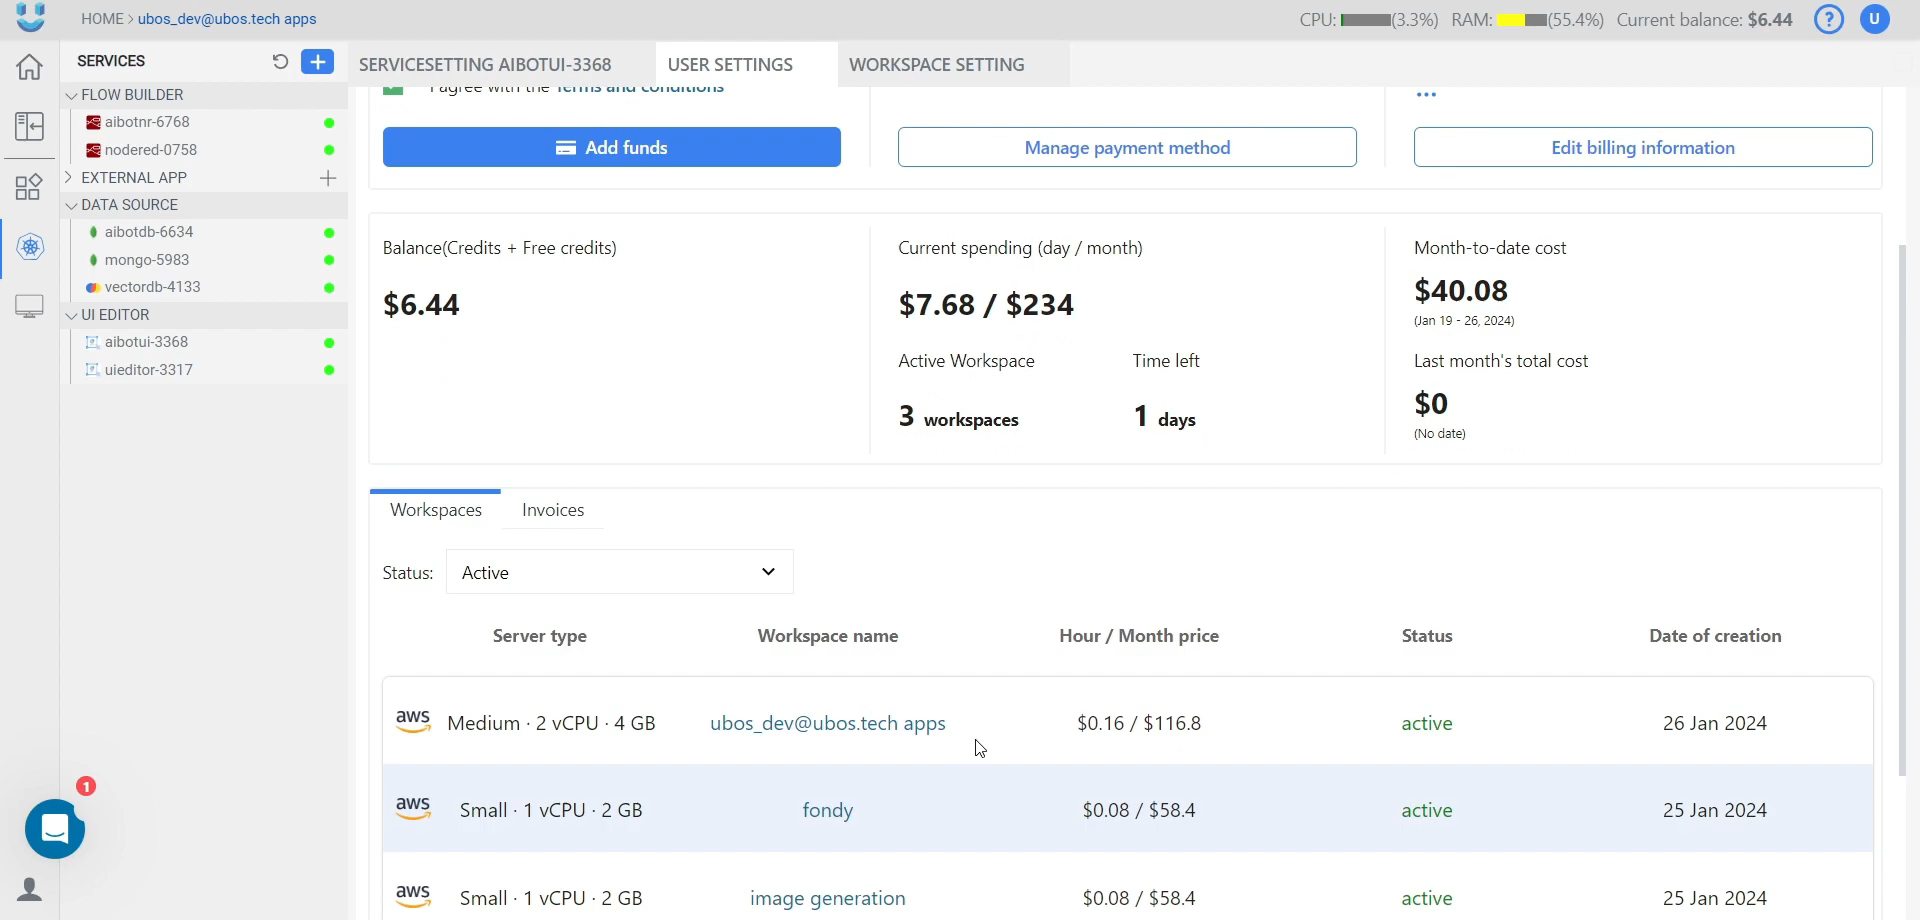 HOME > ubos_dev@ubos.tech apps
CPU: (3.3%) RAM: (55.4%) Current balance: $6.44 ? U
SERVICES
SERVICESETTING AIBOTUI-3368
USER SETTINGS
WORKSPACE SETTING
FLOW BUILDER
aibotnr-6768
nodered-0758
EXTERNAL APP
DATA SOURCE
aibotdb-6634
mongo-5983
vectordb-4133
UI EDITOR
aibotui-3368
uieditor-3317
1
I agree with the Terms and conditions
...
Add funds
Manage payment method
Edit billing information
Balance(Credits + Free credits)
$6.44
Current spending (day / month)
$7.68 / $234
Active Workspace
Time left
3 workspaces
1 days
Month-to-date cost
$40.08
(Jan 19 - 26, 2024)
Last month's total cost
$0
(No date)
Workspaces
Invoices
Status:
Active
Server type
Workspace name
Hour / Month price
Status
Date of creation
aws Medium · 2 vCPU · 4 GB ubos_dev@ubos.tech apps $0.16 / $116.8 active 26 Jan 2024
aws Small · 1 vCPU · 2 GB fondy $0.08 / $58.4 active 25 Jan 2024
aws Small · 1 vCPU · 2 GB image generation $0.08 / $58.4 active 25 Jan 2024